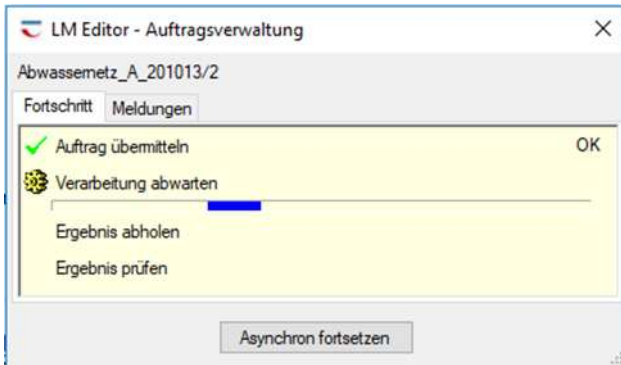 LM Editor - Auftragsverwaltung
Abwassernetz_A_201013/2
Fortschritt Meldungen
Auftrag übermitteln OK
Verarbeitung abwarten
Ergebnis abholen
Ergebnis prüfen
Asynchron fortsetzen